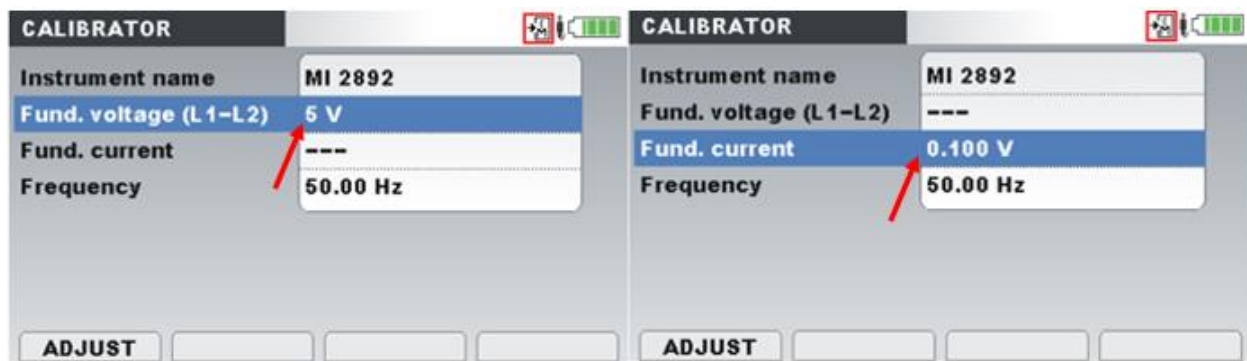 CALIBRATOR
Instrument name MI 2892
Fund. voltage (L1-L2) 5 V
Fund. current ---
Frequency 50.00 Hz
ADJUST
CALIBRATOR
Instrument name MI 2892
Fund. voltage (L1-L2) ---
Fund. current 0.100 V
Frequency 50.00 Hz
ADJUST